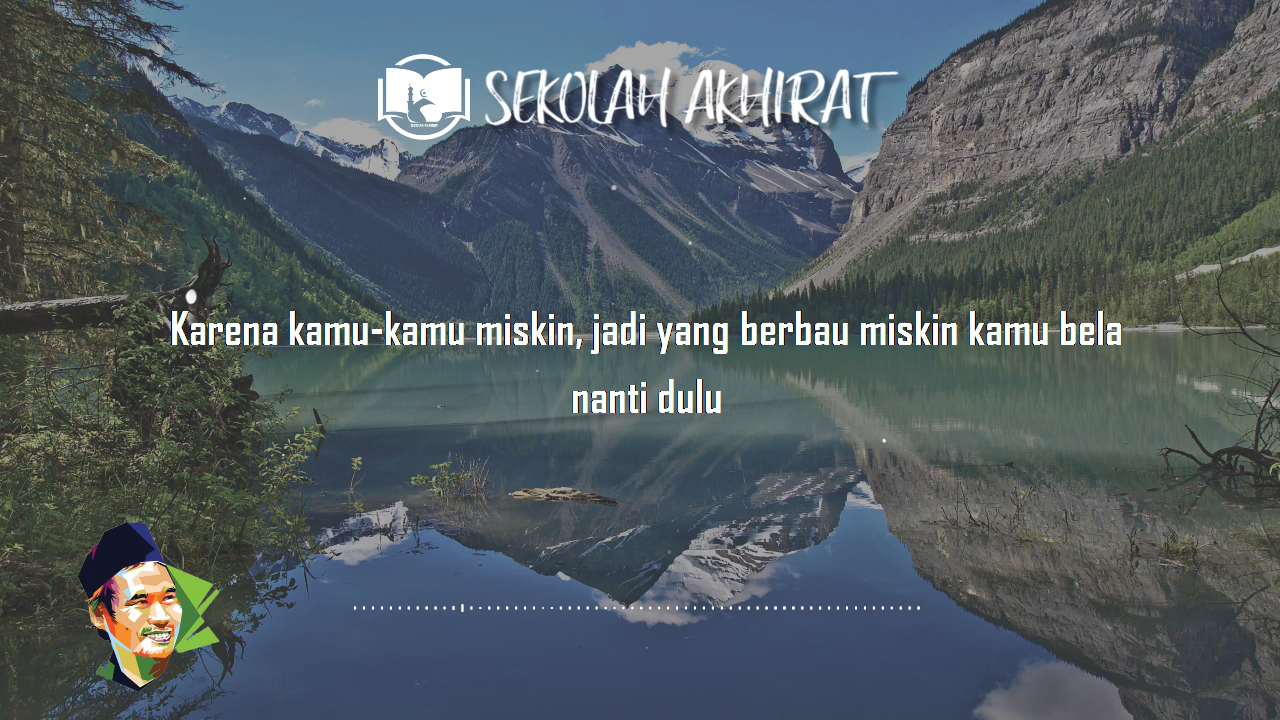 SEKOLAH AKHIRAT
Karena kamu-kamu miskin, jadi yang berbau miskin kamu bela
nanti dulu